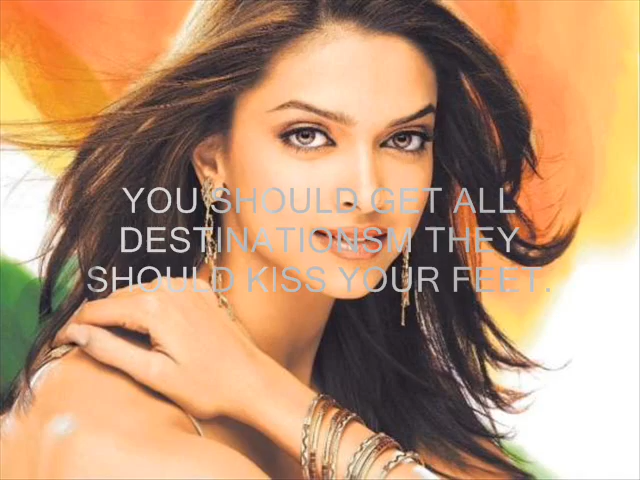 YOU SHOULD GET ALL
DESTINATIONSM THEY
SHOULD KISS YOUR FEET.